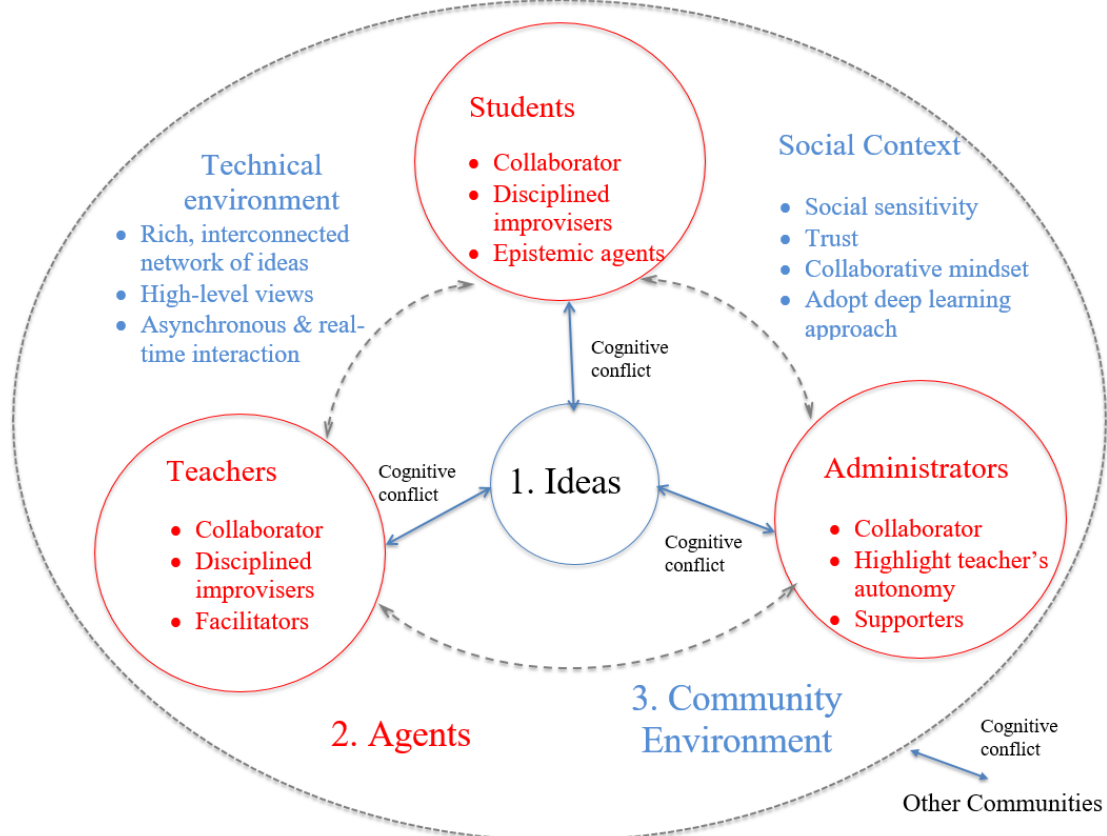 Students
● Collaborator
● Disciplined
improvisers
● Epistemic agents
Technical
environment
● Rich, interconnected
network of ideas
● High-level views
● Asynchronous & real-
time interaction
Social Context
● Social sensitivity
● Trust
● Collaborative mindset
● Adopt deep learning
approach
Cognitive
conflict
Teachers
● Collaborator
● Disciplined
improvisers
● Facilitators
Cognitive
conflict
1. Ideas
Cognitive
conflict
Administrators
● Collaborator
● Highlight teacher's
autonomy
● Supporters
2. Agents
3. Community
Environment
Cognitive
conflict
Other Communities